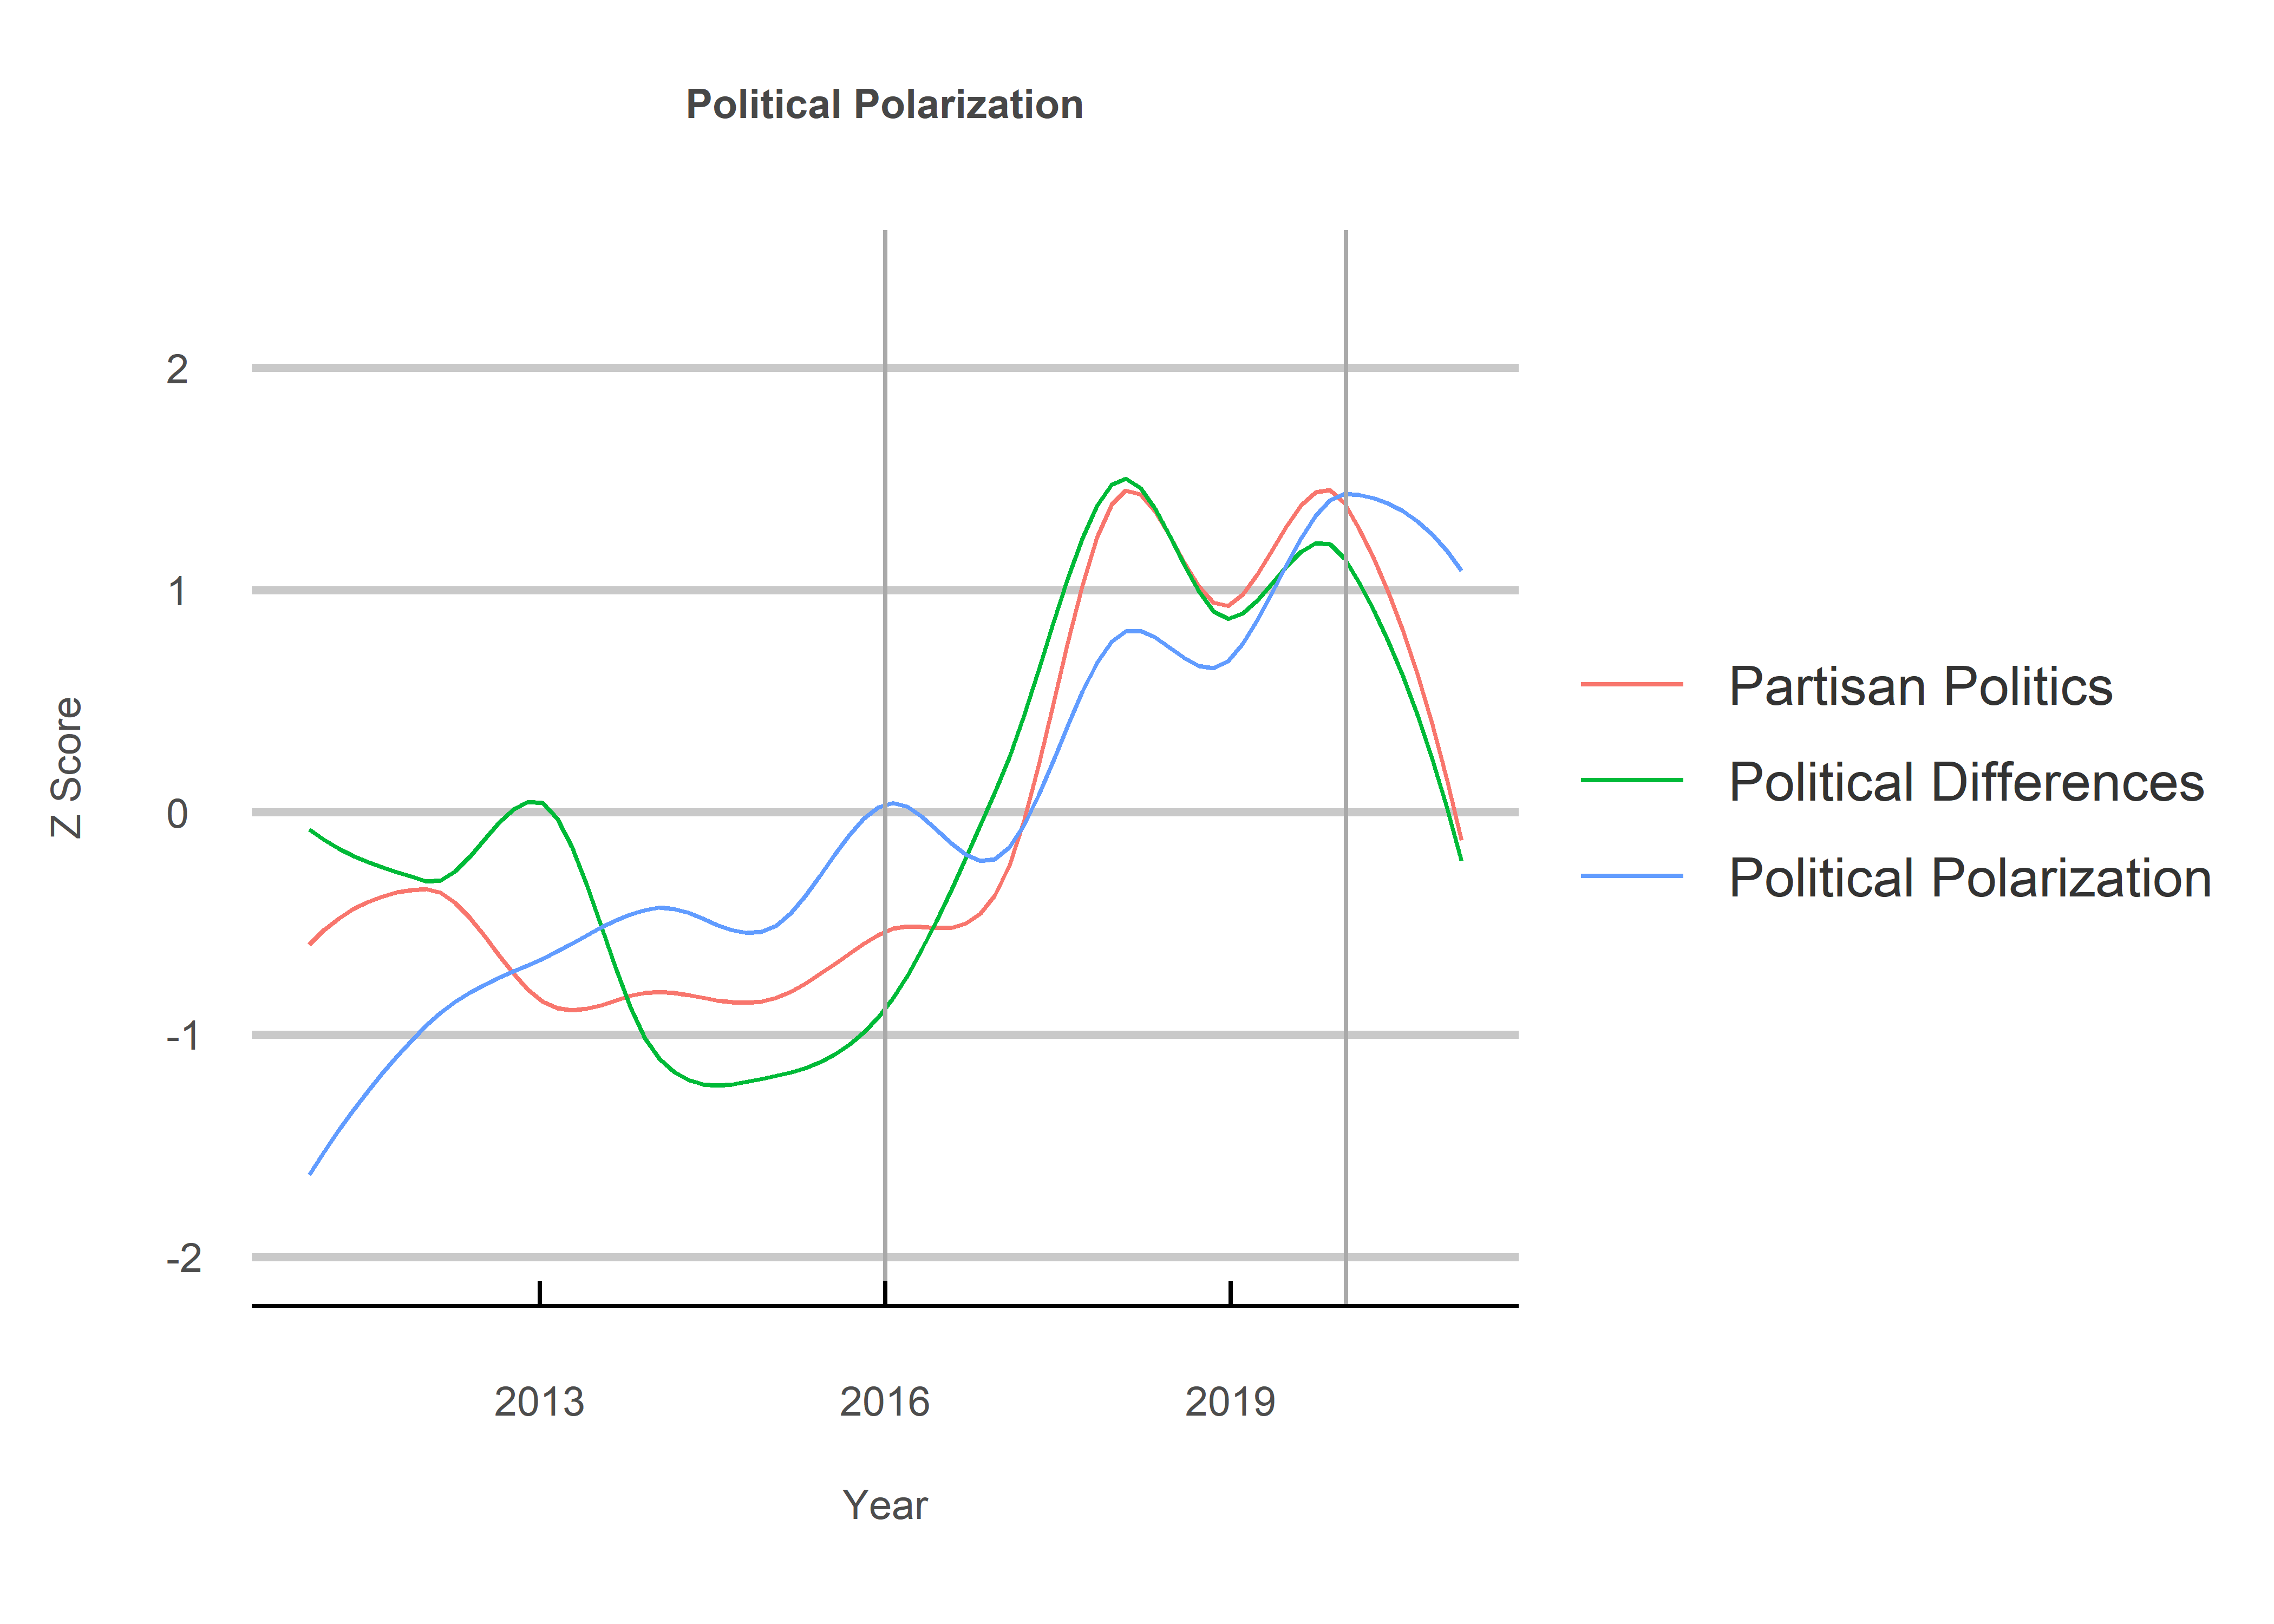 Political Polarization
2
1
0
-1
-2
Z Score
2013
2016
2019
Year
Partisan Politics
Political Differences
Political Polarization